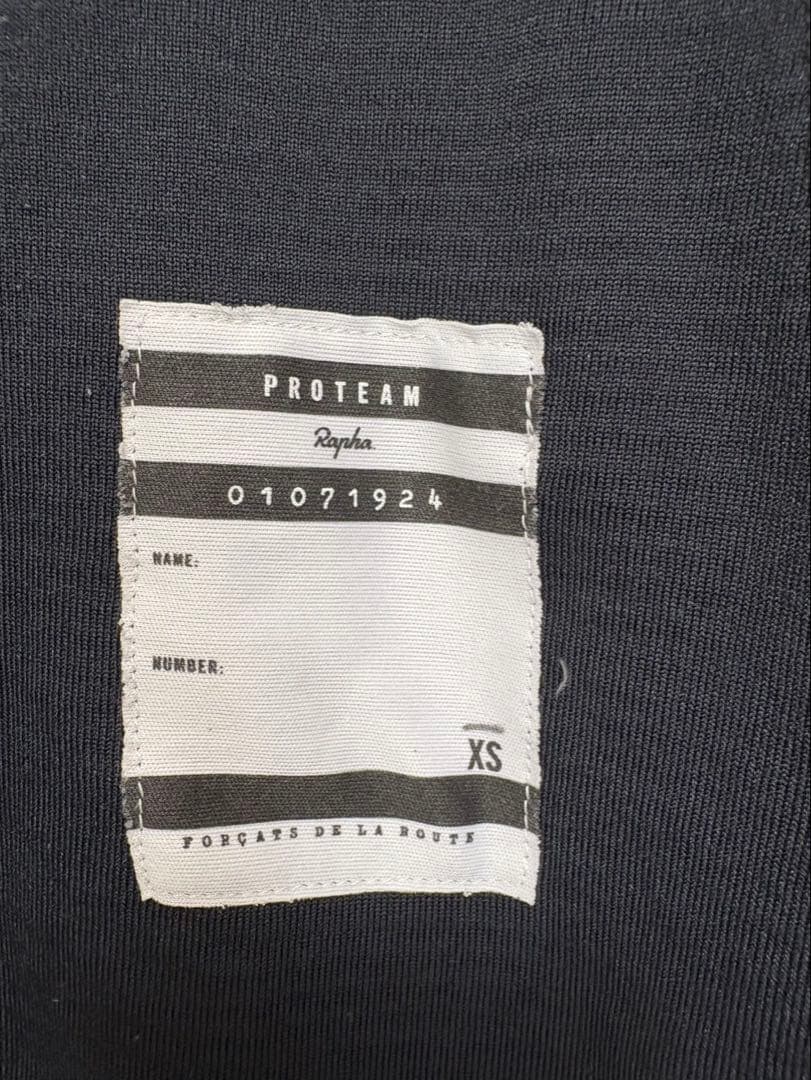 PROTEAM
Rapha
01071924
NAME:
NUMBER:
XS
FORÇATS DE LA ROUTE